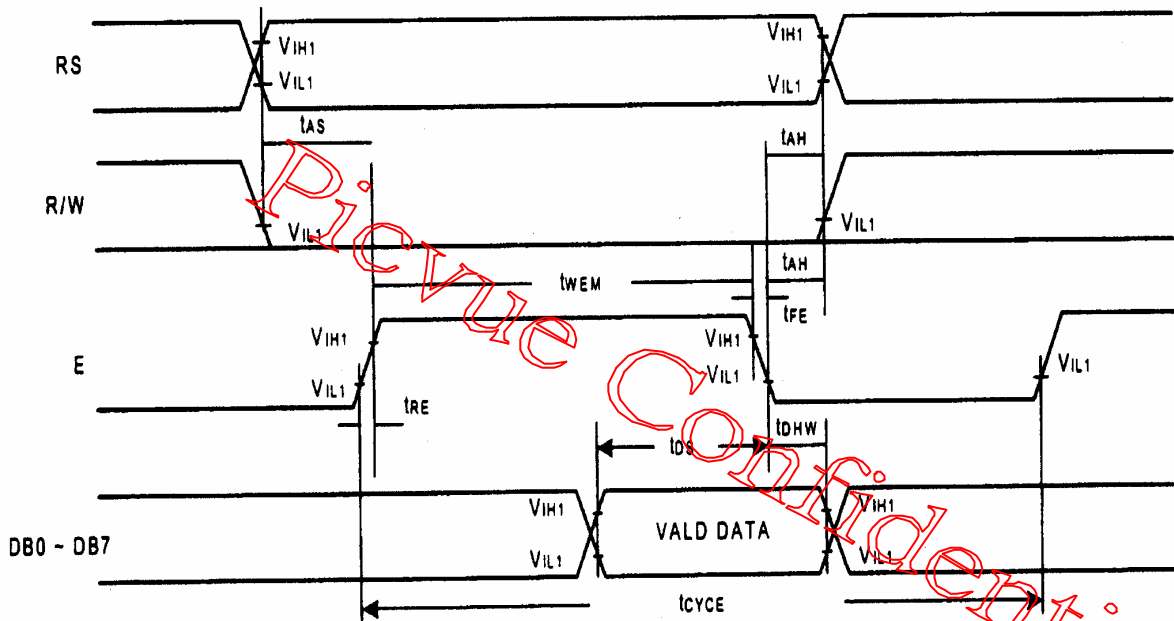 RS
VIH1
VIL1
VIH1
VIL1
tAS
tAH
R/W
VIL1
VIL1
tWEM
tAH
tFE
E
VIH1
VIL1
VIH1
VIL1
VIL1
tRE
tDS
tDHW
DB0 ~ DB7
VIH1
VIL1
VALD DATA
VIH1
VIL1
tCYCE
Picvue Confidenti